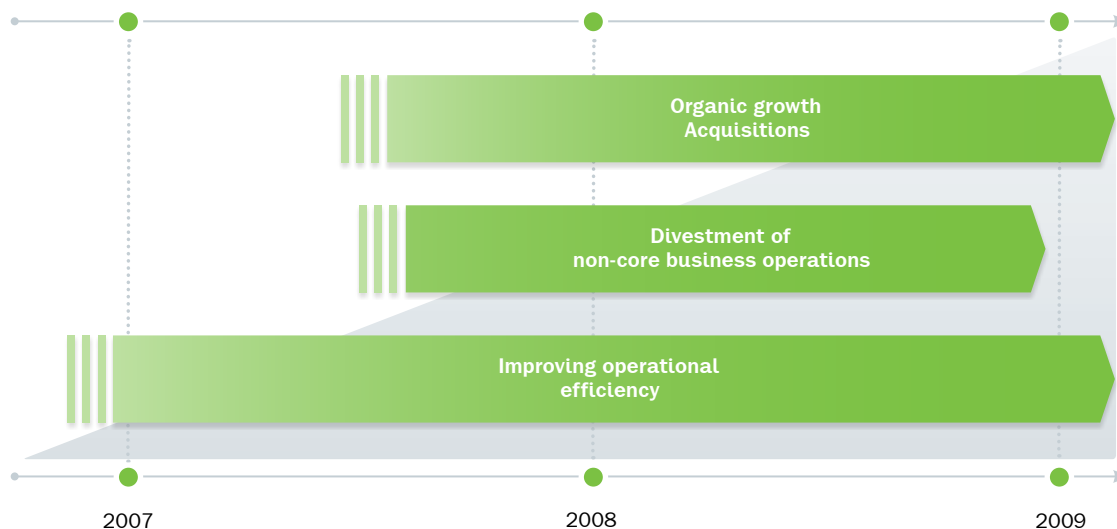 Organic growth
Acquisitions
Divestment of
non-core business operations
Improving operational
efficiency
2007
2008
2009